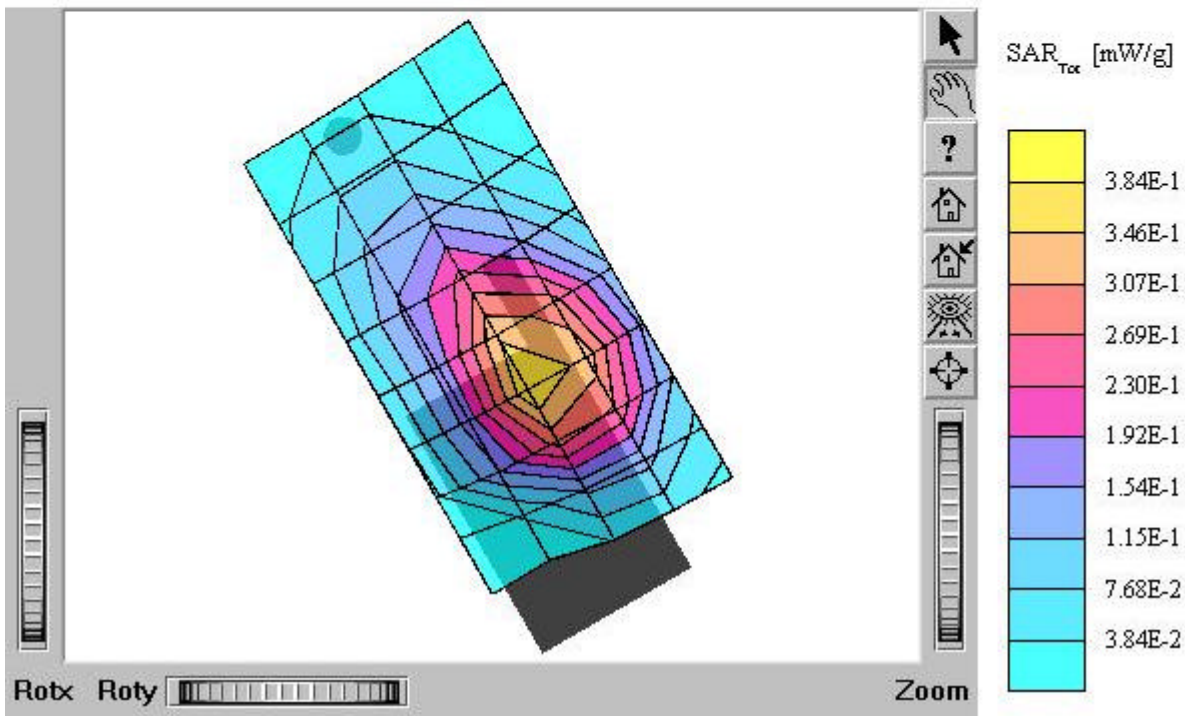 SAR_Tot [mW/g]
?
3.84E-1
3.46E-1
3.07E-1
2.69E-1
2.30E-1
1.92E-1
1.54E-1
1.15E-1
7.68E-2
3.84E-2
Rotx Roty Zoom